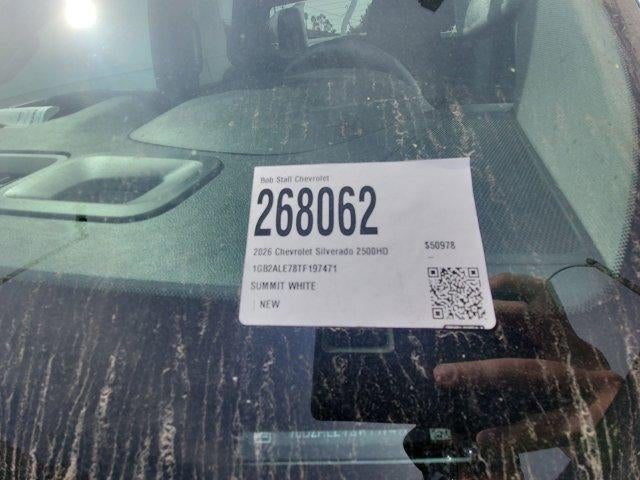 Bob Stall Chevrolet
268062
2026 Chevrolet Silverado 2500HD $50978
1GB2ALE78TF197471 –
SUMMIT WHITE
| NEW